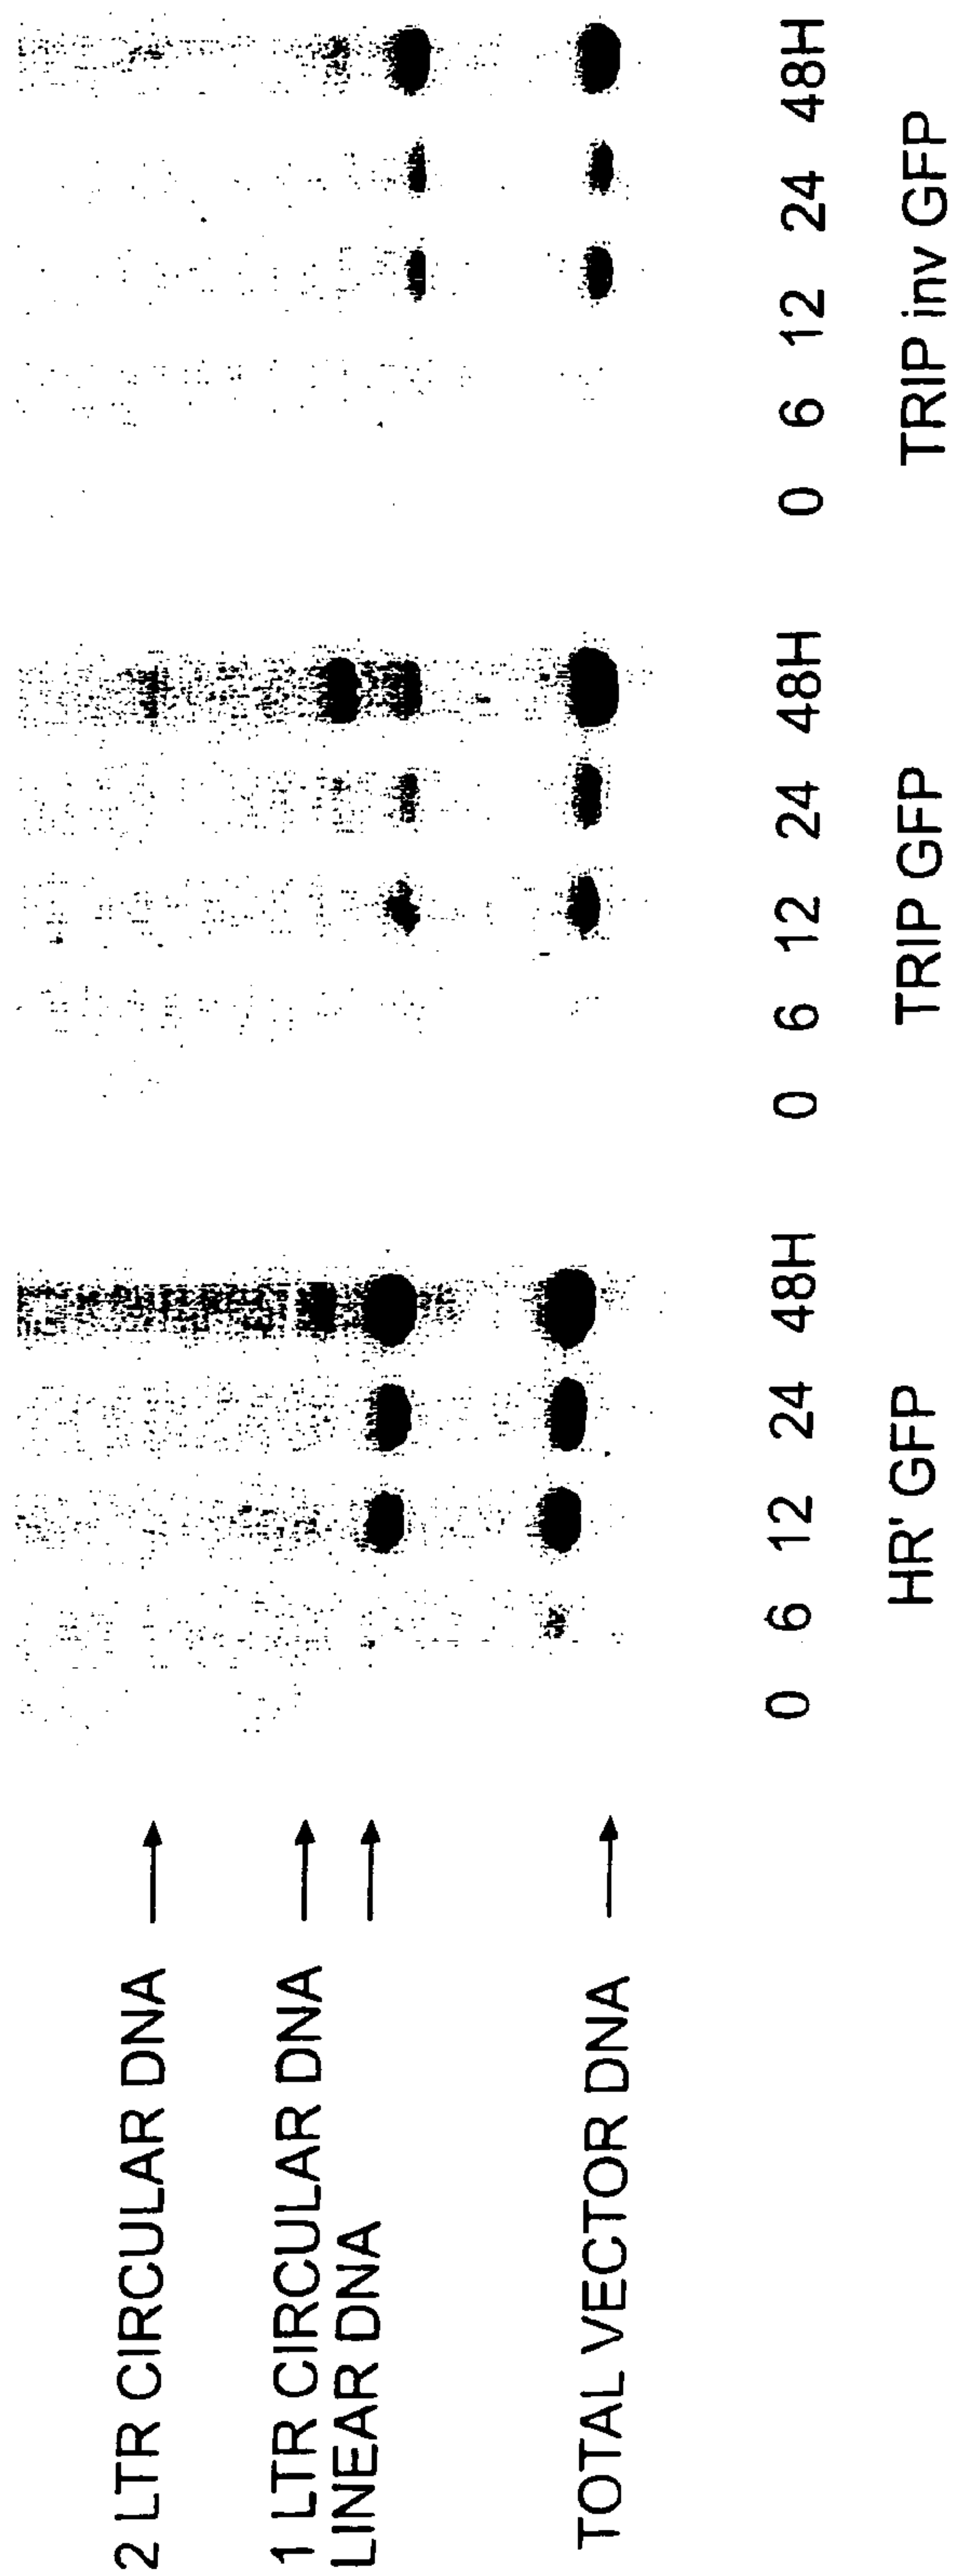 2 LTR CIRCULAR DNA
1 LTR CIRCULAR DNA
LINEAR DNA
TOTAL VECTOR DNA
0 6 12 24 48H
HR' GFP
0 6 12 24 48H
TRIP GFP
0 6 12 24 48H
TRIP inv GFP